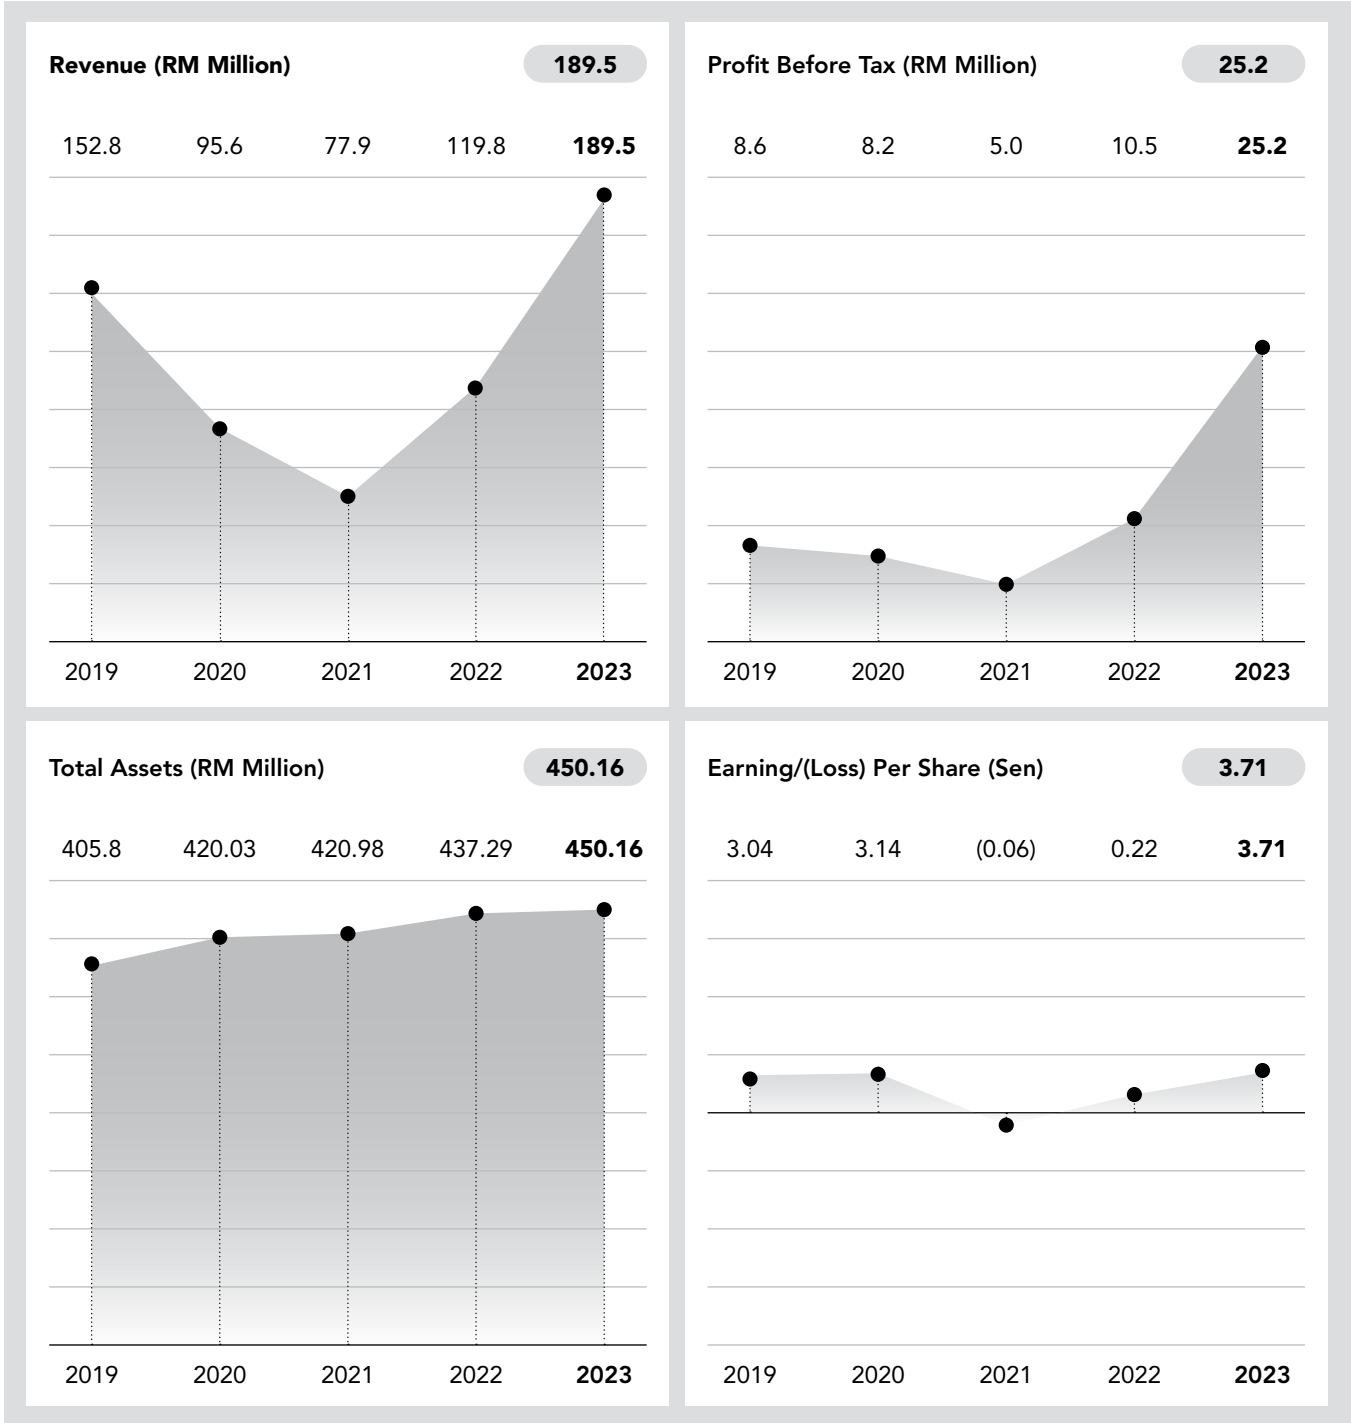 Revenue (RM Million) 189.5
152.8 95.6 77.9 119.8 189.5
2019 2020 2021 2022 2023
Profit Before Tax (RM Million) 25.2
8.6 8.2 5.0 10.5 25.2
2019 2020 2021 2022 2023
Total Assets (RM Million) 450.16
405.8 420.03 420.98 437.29 450.16
2019 2020 2021 2022 2023
Earning/(Loss) Per Share (Sen) 3.71
3.04 3.14 (0.06) 0.22 3.71
2019 2020 2021 2022 2023